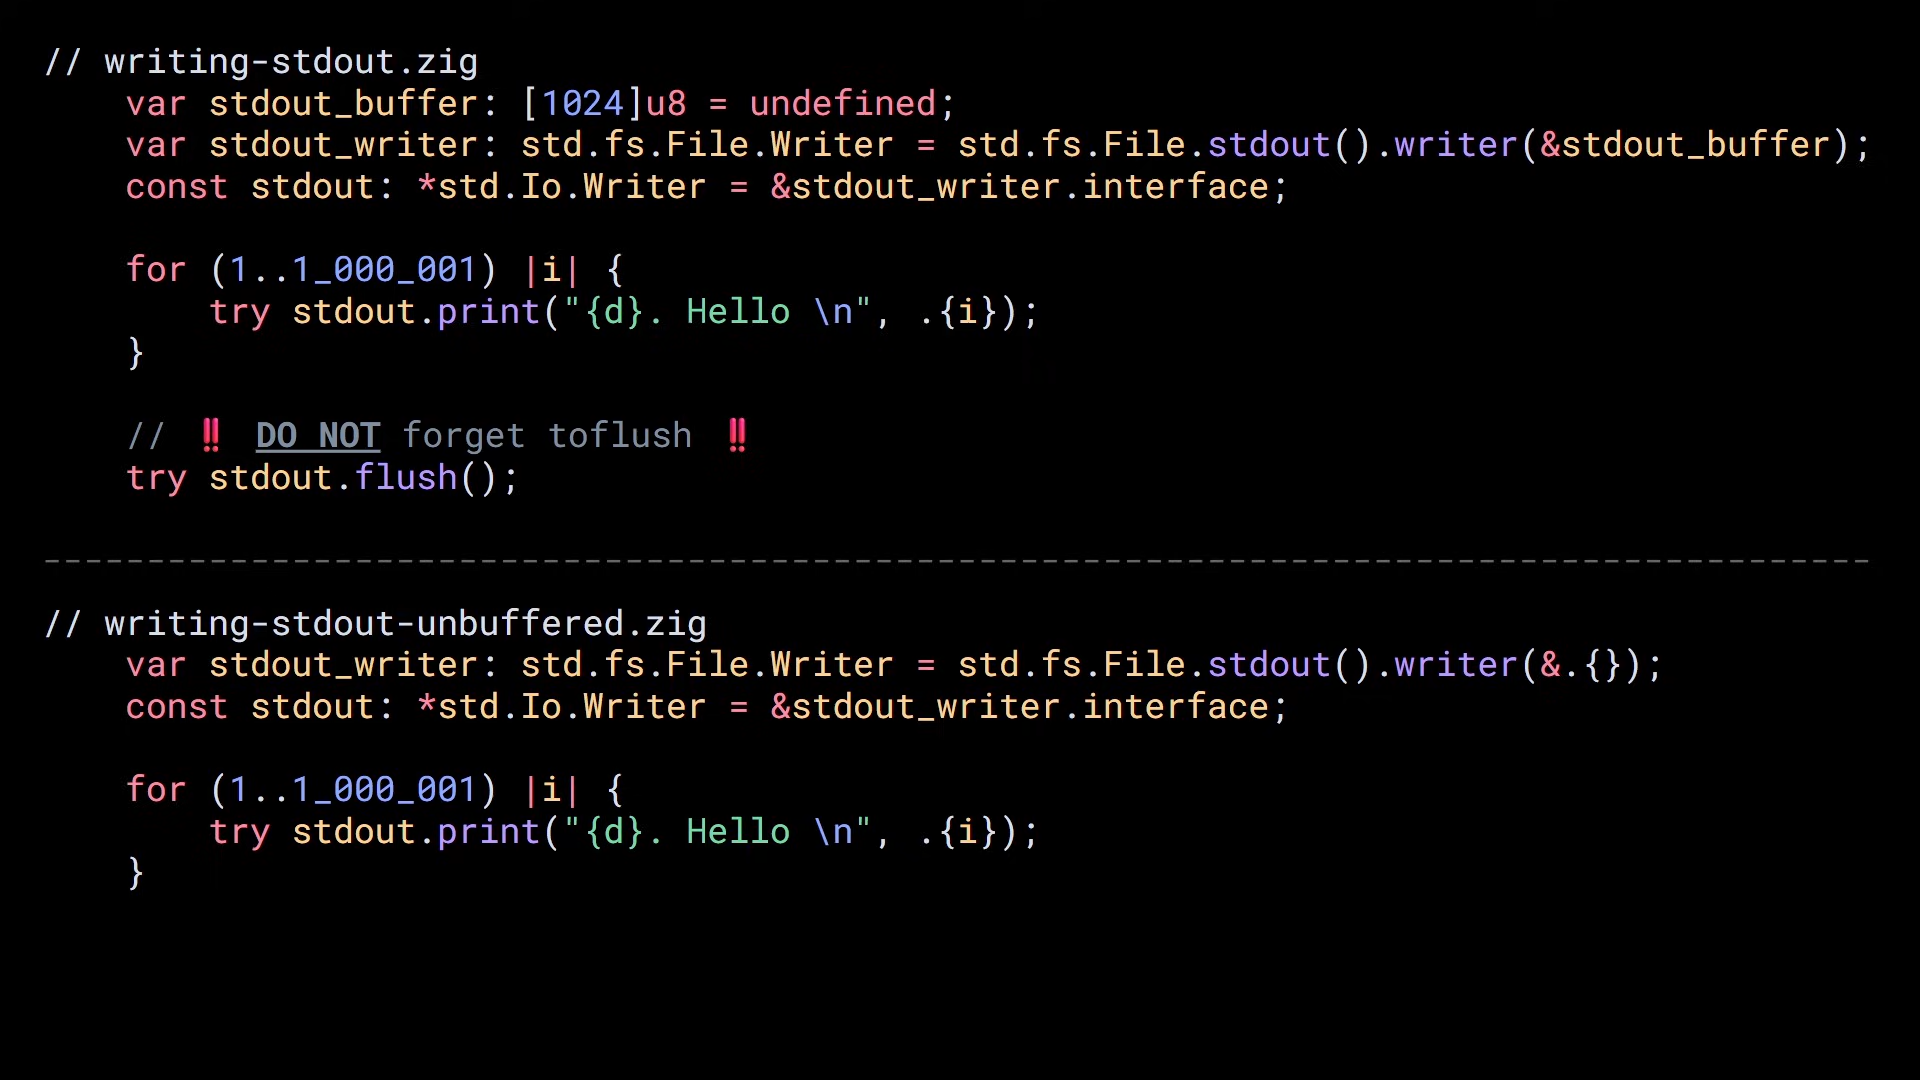 // writing-stdout.zig
    var stdout_buffer: [1024]u8 = undefined;
    var stdout_writer: std.fs.File.Writer = std.fs.File.stdout().writer(&stdout_buffer);
    const stdout: *std.Io.Writer = &stdout_writer.interface;

    for (1..1_000_001) |i| {
        try stdout.print("{d}. Hello \n", .{i});
    }

    // ‼ DO NOT forget toflush ‼
    try stdout.flush();

----------------------------------------------------------------------------------------

// writing-stdout-unbuffered.zig
    var stdout_writer: std.fs.File.Writer = std.fs.File.stdout().writer(&.{});
    const stdout: *std.Io.Writer = &stdout_writer.interface;

    for (1..1_000_001) |i| {
        try stdout.print("{d}. Hello \n", .{i});
    }